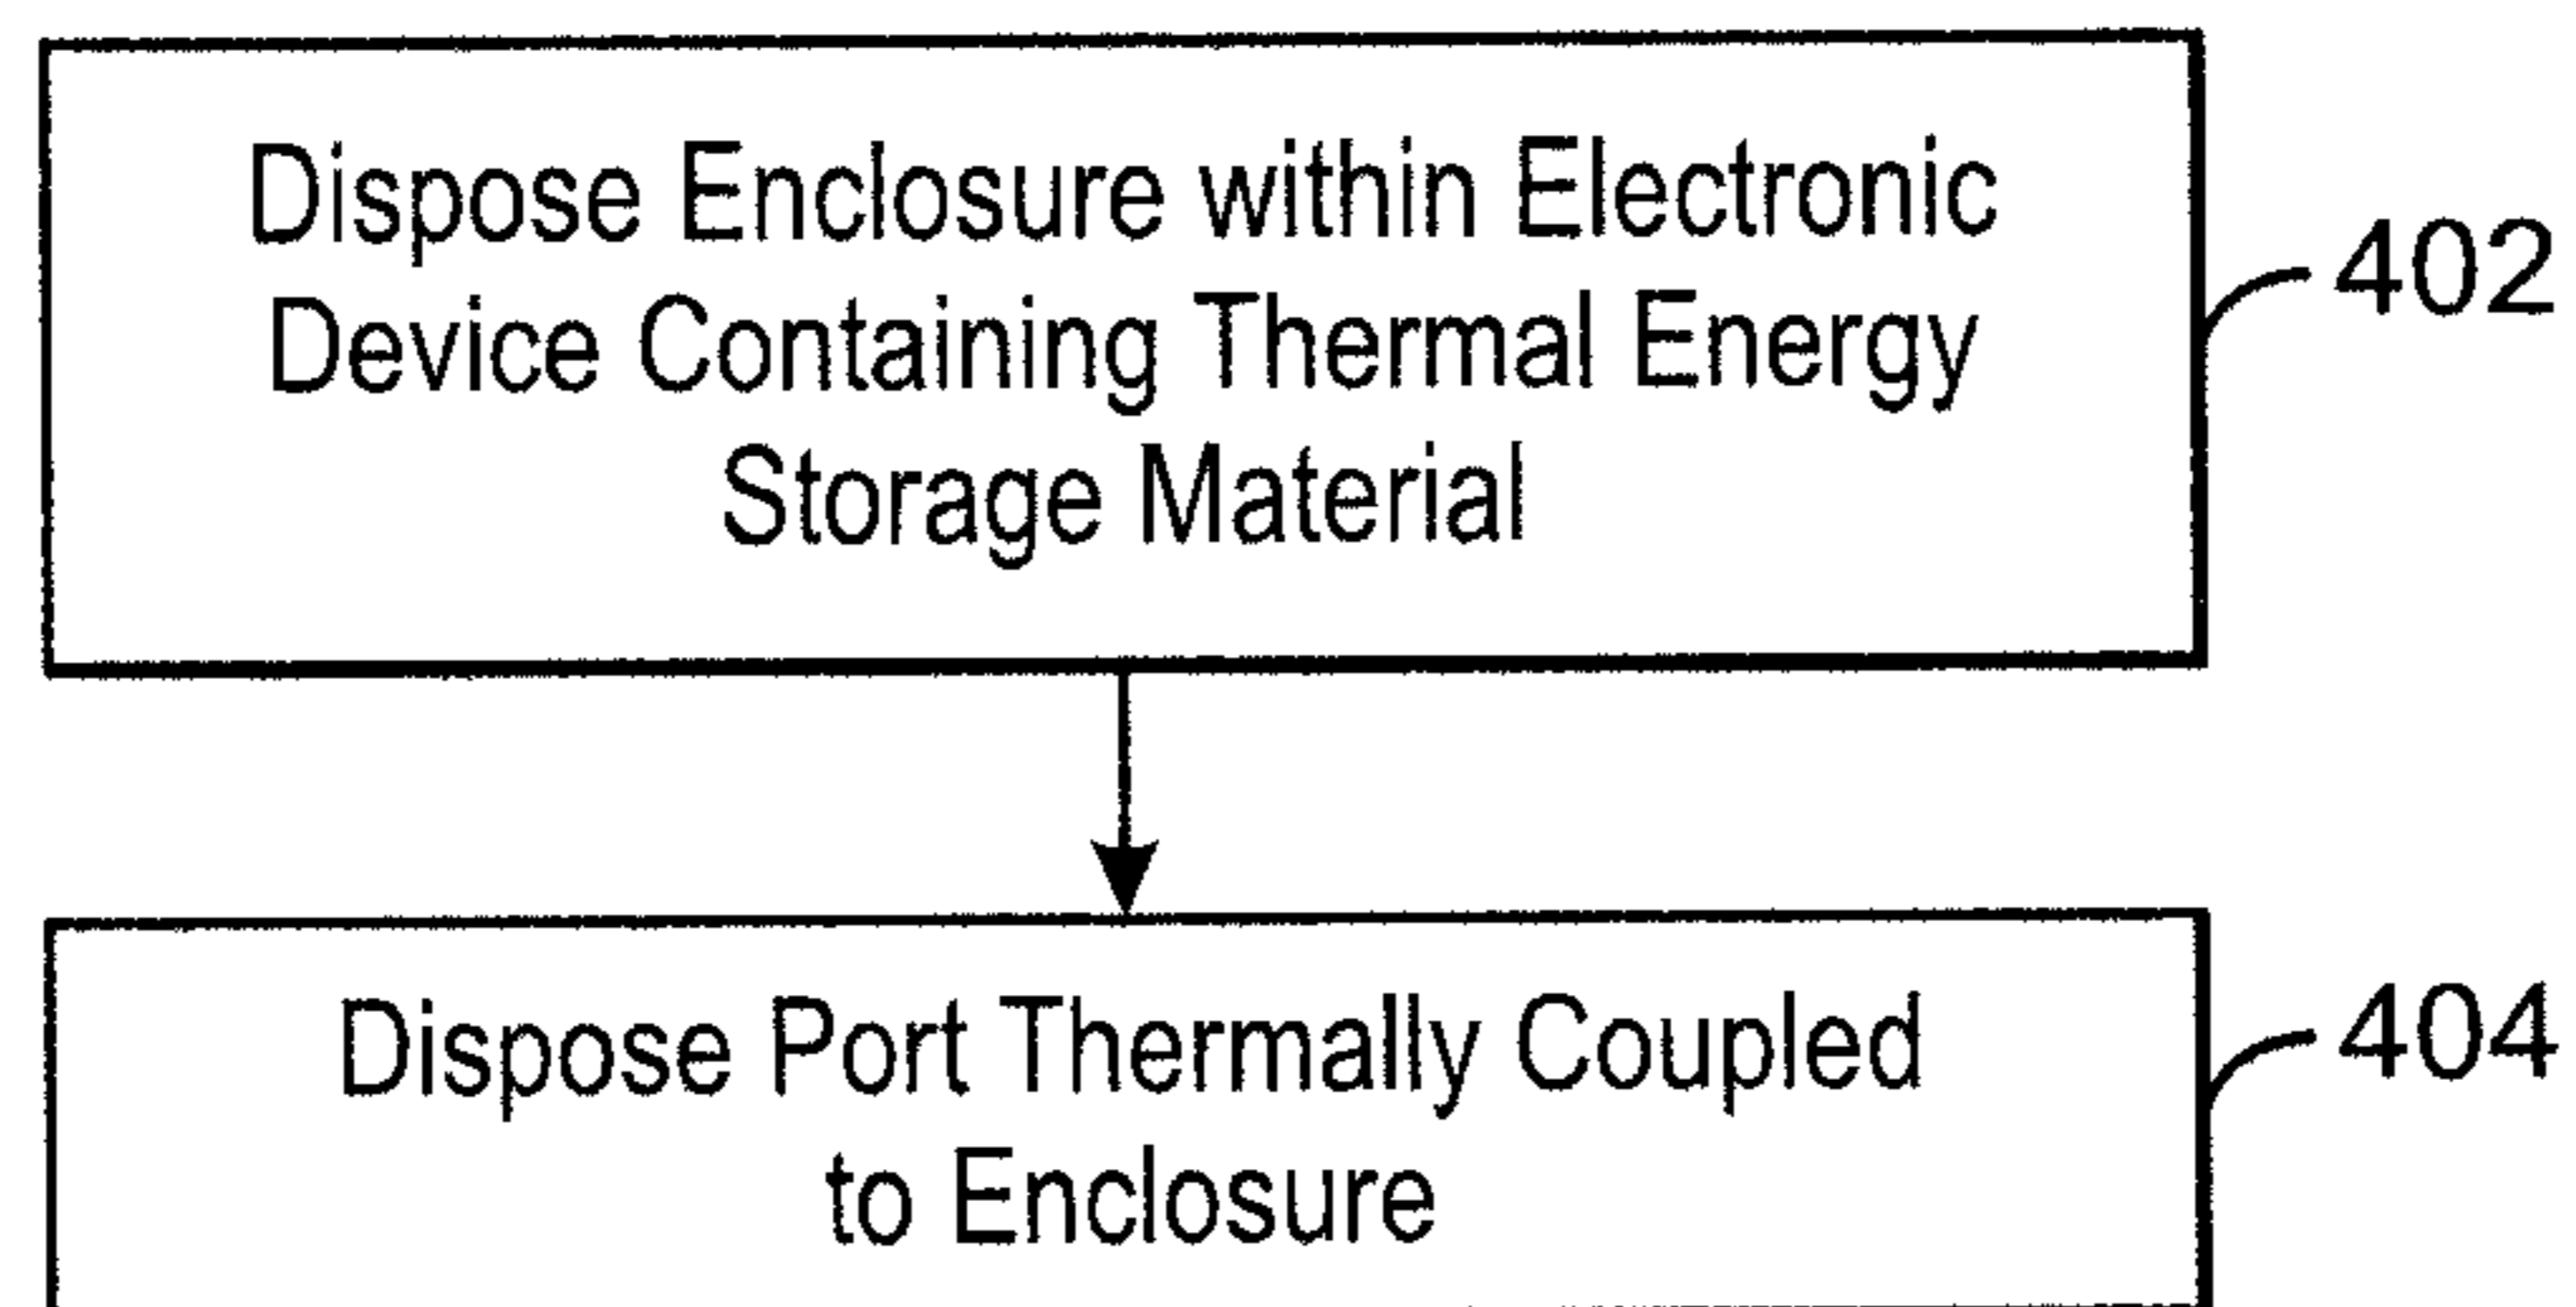 Dispose Enclosure within Electronic
Device Containing Thermal Energy
Storage Material
402
Dispose Port Thermally Coupled
to Enclosure
404